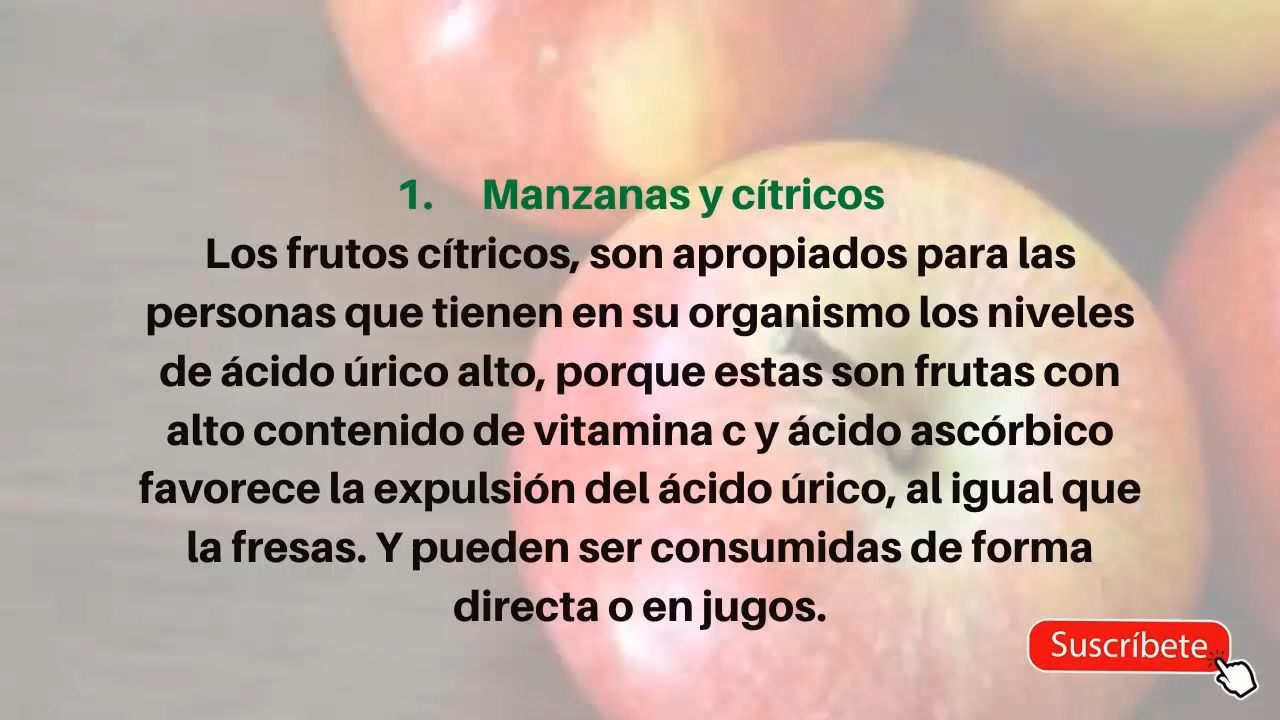 1. Manzanas y cítricos
Los frutos cítricos, son apropiados para las
personas que tienen en su organismo los niveles
de ácido úrico alto, porque estas son frutas con
alto contenido de vitamina c y ácido ascórbico
favorece la expulsión del ácido úrico, al igual que
la fresas. Y pueden ser consumidas de forma
directa o en jugos.
Suscríbete